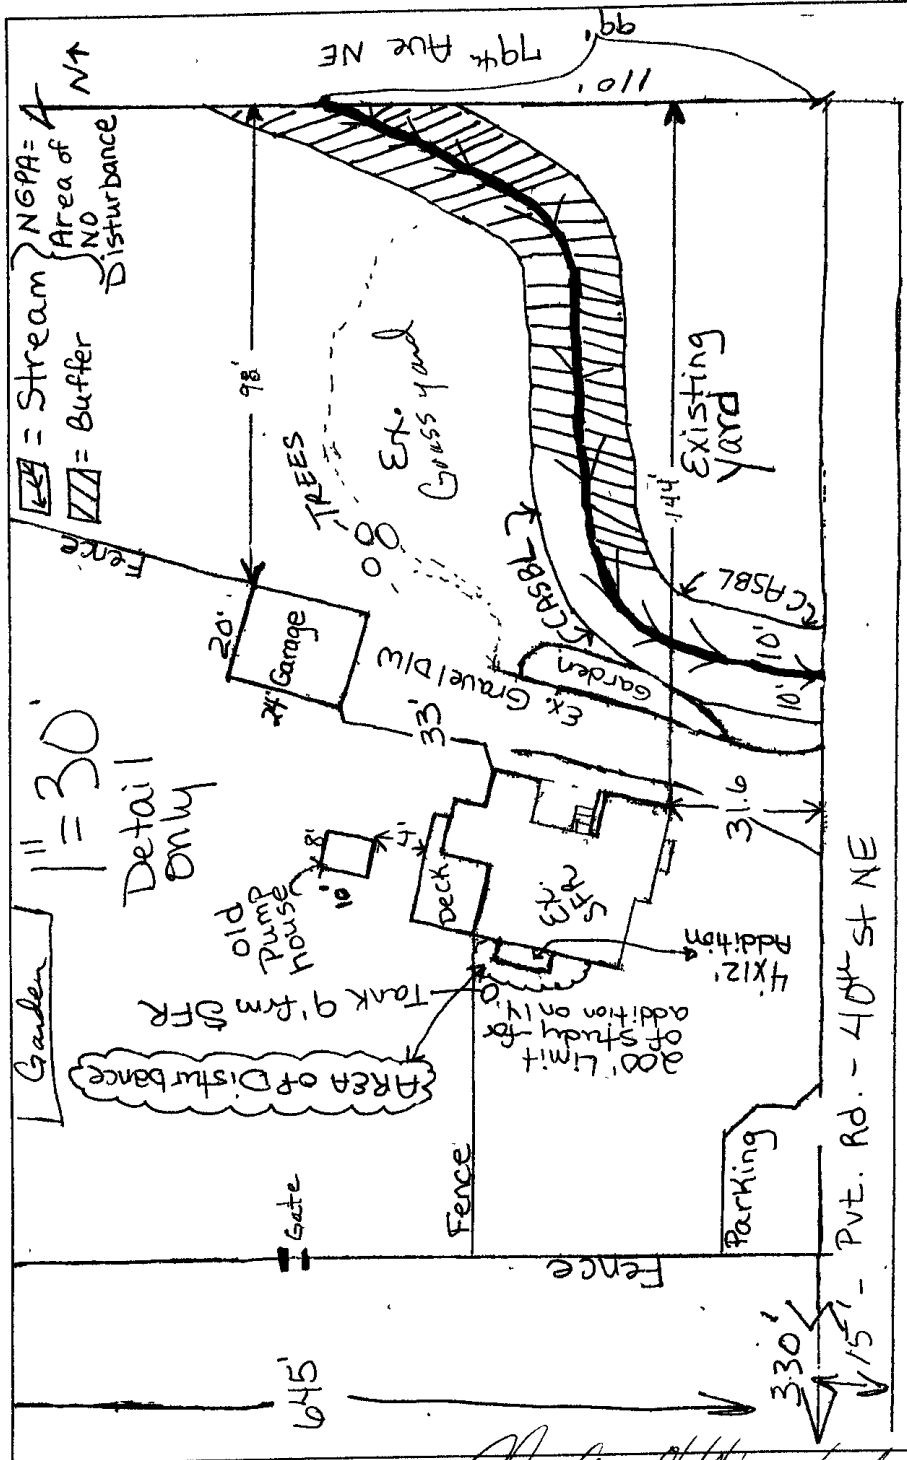 N↑
= Stream } NGPA =
= Buffer
{ Area of
NO
Disturbance
79th Ave NE
99'
110'
98'
Fence
TREES
Ex.
Grass yard
Existing
Yard
144'
CASBL
CASBL
20'
24' Garage
Ex. Gravel D/W
Garden
10'
10'
33'
31.6
1" = 30'
Detail
Only
Garden
old
Pump
house
8'
10'
Deck
Ex.
SFR
4'x12'
Addition
Tank 9' frm SFR
200' Limit
of study for
addition on 14'
AREA OF Disturbance
Fence
Gate
Fence
Parking
645'
330'
15' - Pvt. Rd. - 40th St NE